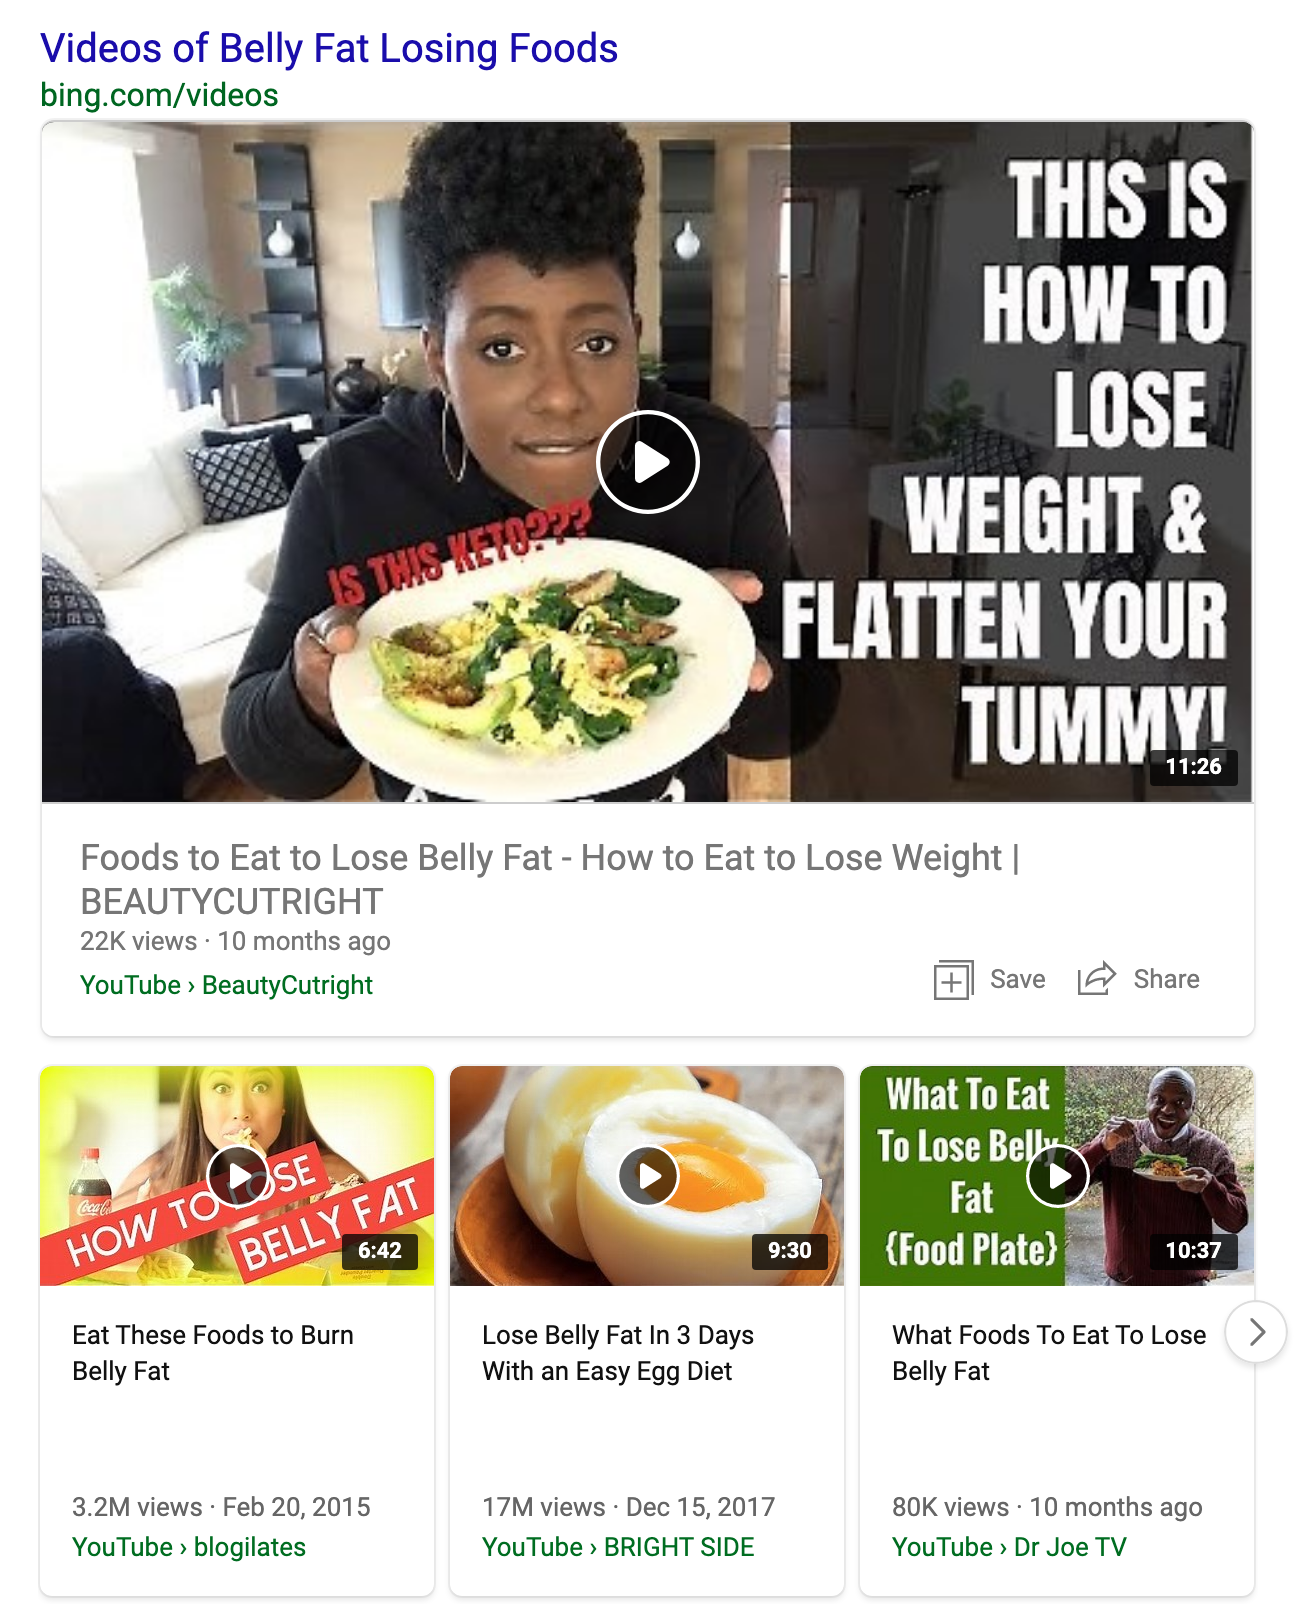 Videos of Belly Fat Losing Foods
bing.com/videos
THIS IS
HOW TO
LOSE
WEIGHT &
FLATTEN YOUR
TUMMY!
IS THIS KETO???
11:26
Foods to Eat to Lose Belly Fat - How to Eat to Lose Weight |
BEAUTYCUTRIGHT
22K views · 10 months ago
YouTube › BeautyCutright
Save
Share
Coca-Cola
HOW TO LOSE
BELLY FAT
6:42
Eat These Foods to Burn
Belly Fat
3.2M views · Feb 20, 2015
YouTube › blogilates
9:30
Lose Belly Fat In 3 Days
With an Easy Egg Diet
17M views · Dec 15, 2017
YouTube › BRIGHT SIDE
What To Eat
To Lose Belly
Fat
{Food Plate}
10:37
What Foods To Eat To Lose
Belly Fat
80K views · 10 months ago
YouTube › Dr Joe TV